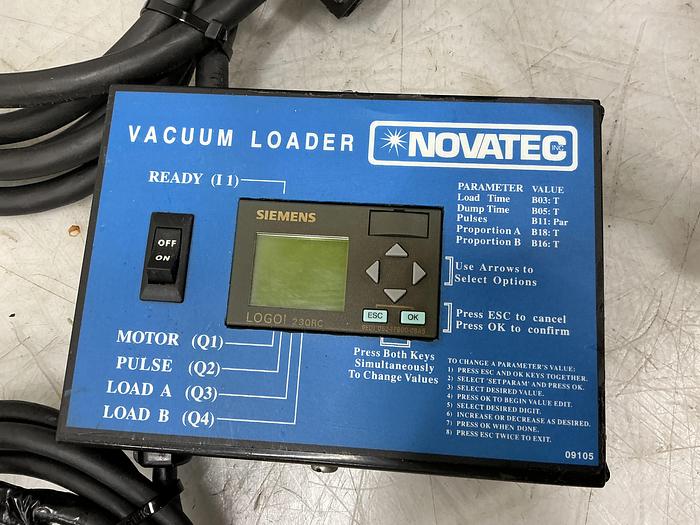 VACUUM LOADER
NOVATEC INC
READY (I 1)
PARAMETER VALUE
Load Time B03: T
Dump Time B05: T
Pulses B11: Par
Proportion A B18: T
Proportion B B16: T
OFF
ON
SIEMENS
Use Arrows to
Select Options
ESC OK
LOGO! 230RC
Press ESC to cancel
Press OK to confirm
MOTOR (Q1)
PULSE (Q2)
LOAD A (Q3)
LOAD B (Q4)
Press Both Keys
Simultaneously
To Change Values
TO CHANGE A PARAMETER'S VALUE:
1) PRESS ESC AND OK KEYS TOGETHER.
2) SELECT 'SET PARAM' AND PRESS OK.
3) SELECT DESIRED VALUE.
4) PRESS OK TO BEGIN VALUE EDIT.
5) SELECT DESIRED DIGIT.
6) INCREASE OR DECREASE AS DESIRED.
7) PRESS OK WHEN DONE.
8) PRESS ESC TWICE TO EXIT.
09105